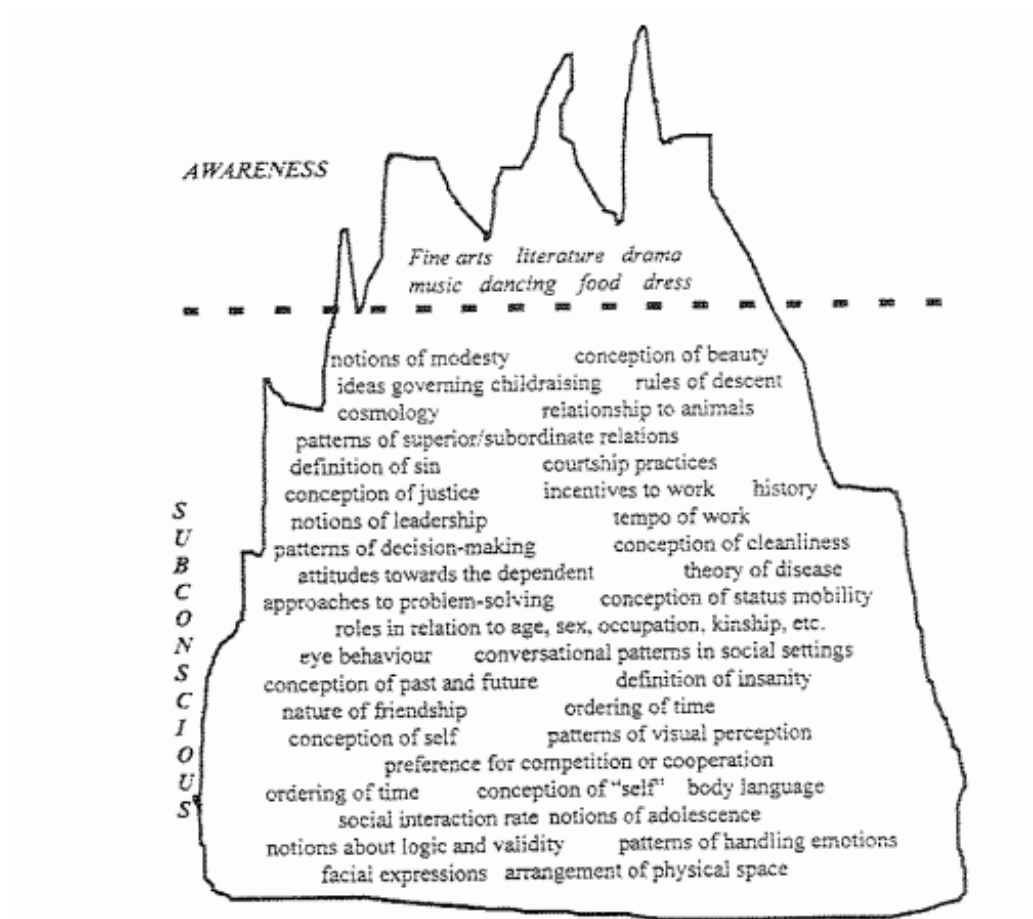 AWARENESS
Fine arts literature drama
music dancing food dress
notions of modesty conception of beauty
ideas governing childraising rules of descent
cosmology relationship to animals
patterns of superior/subordinate relations
definition of sin courtship practices
conception of justice incentives to work history
notions of leadership tempo of work
patterns of decision-making conception of cleanliness
attitudes towards the dependent theory of disease
approaches to problem-solving conception of status mobility
roles in relation to age, sex, occupation, kinship, etc.
eye behaviour conversational patterns in social settings
conception of past and future definition of insanity
nature of friendship ordering of time
conception of self patterns of visual perception
preference for competition or cooperation
ordering of time conception of “self” body language
social interaction rate notions of adolescence
notions about logic and validity patterns of handling emotions
facial expressions arrangement of physical space
SUBCONSCIOUS